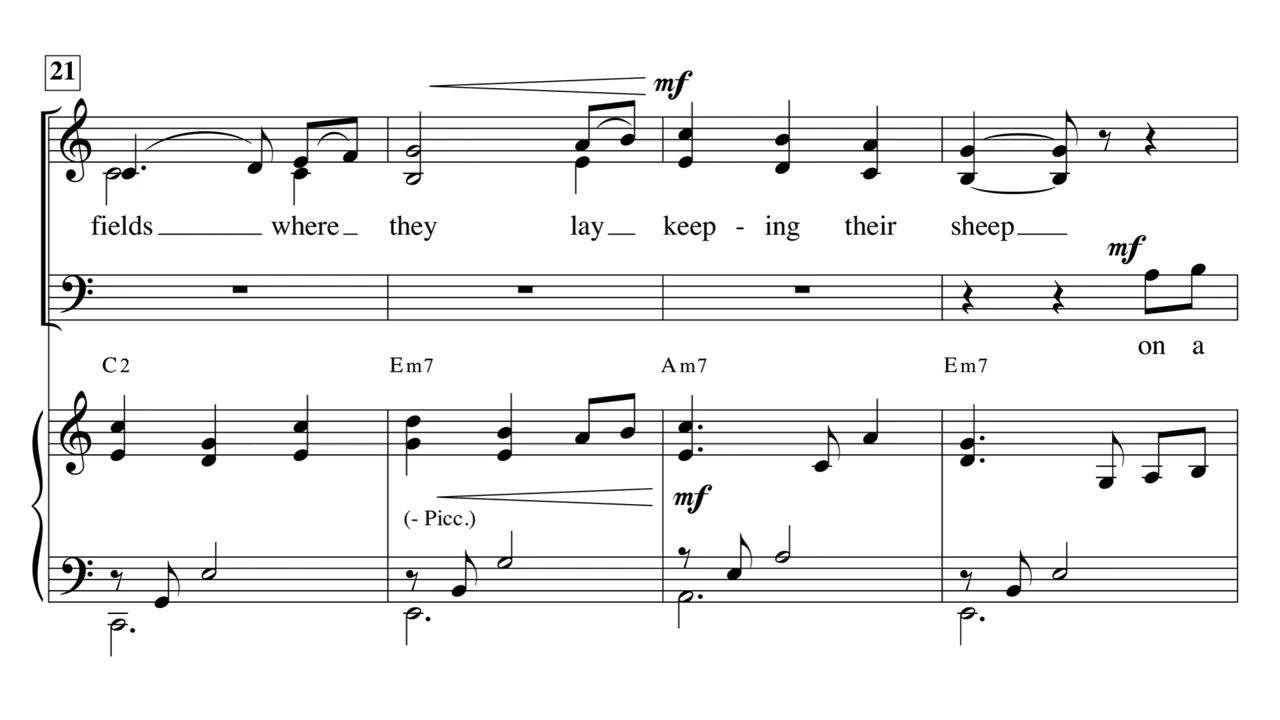 21
mf
fields where they lay keep - ing their sheep
mf
on a
C2 Em7 Am7 Em7
mf
(- Picc.)